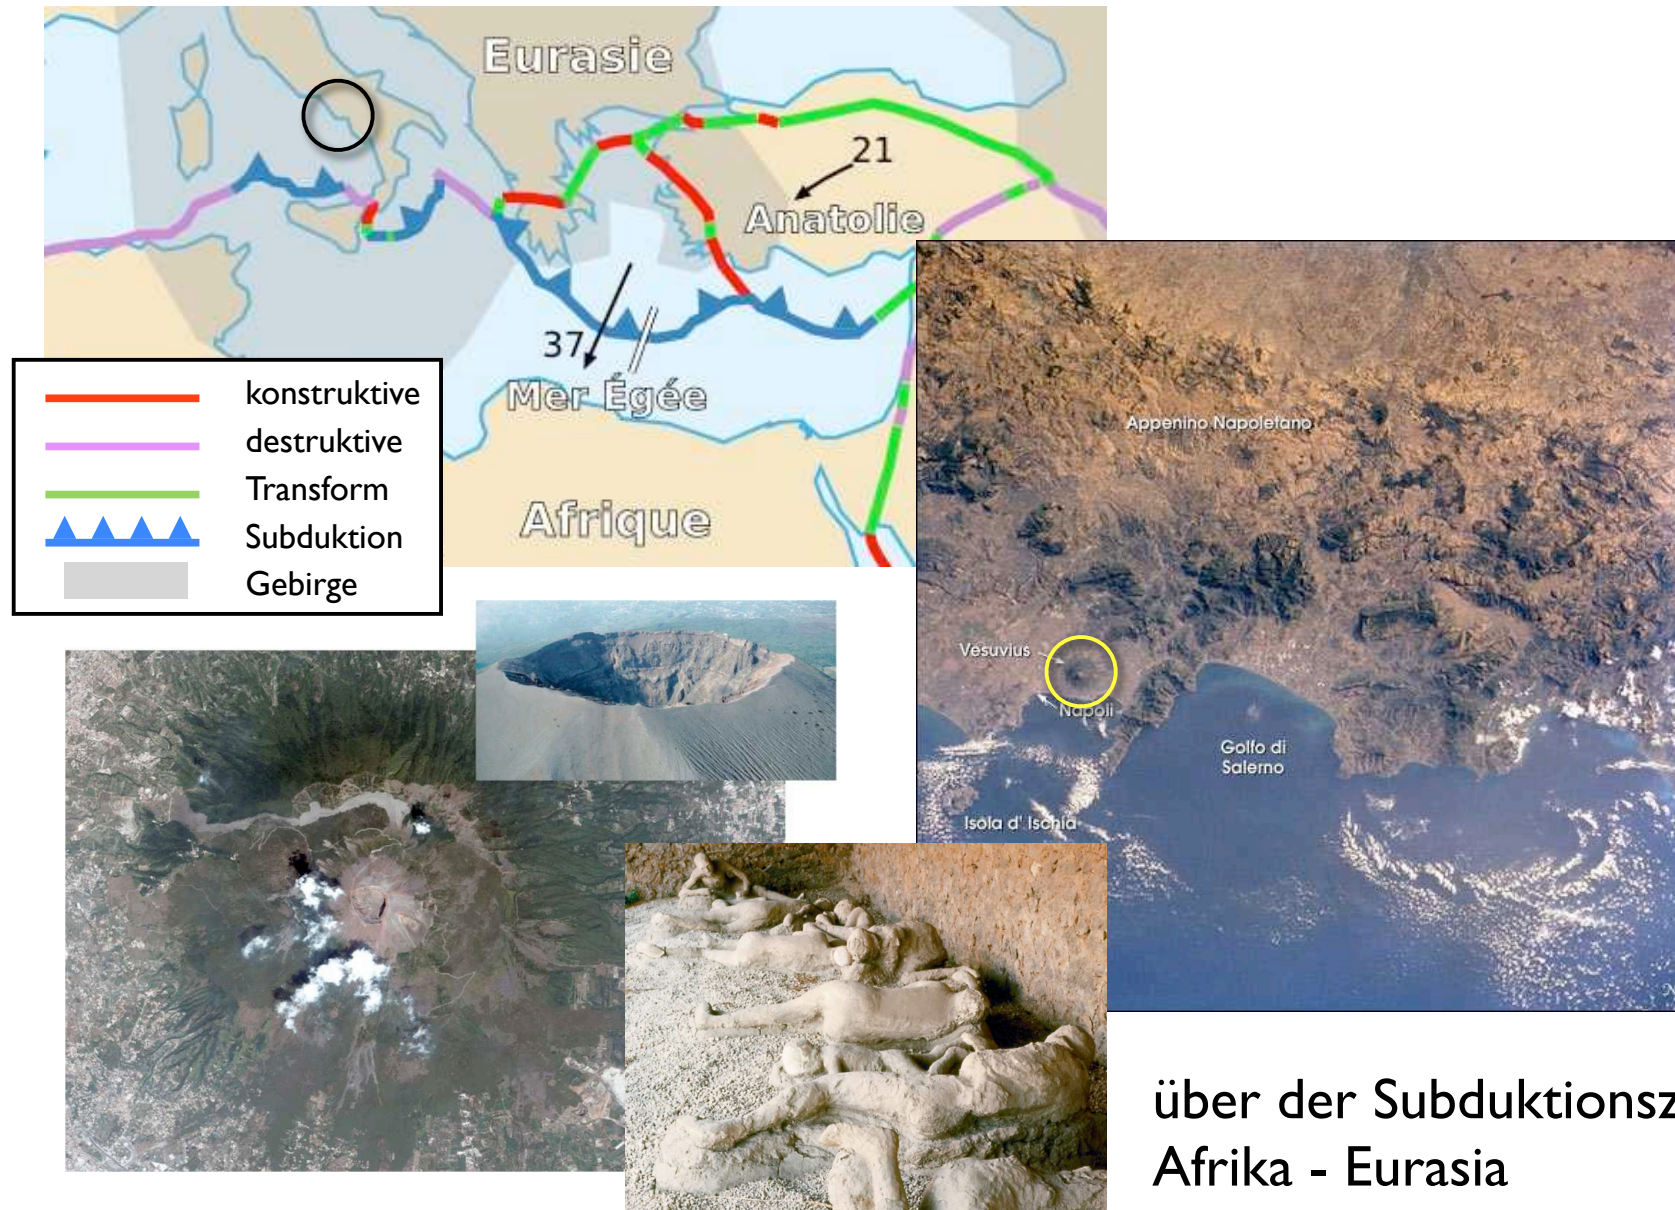 Eurasie
21
Anatolie
37
Mer Égée
Afrique
konstruktive
destruktive
Transform
Subduktion
Gebirge
Appenino Napoletano
Vesuvius
Napoli
Golfo di
Salerno
Isola d' Ischia
über der Subduktionsz
Afrika - Eurasia